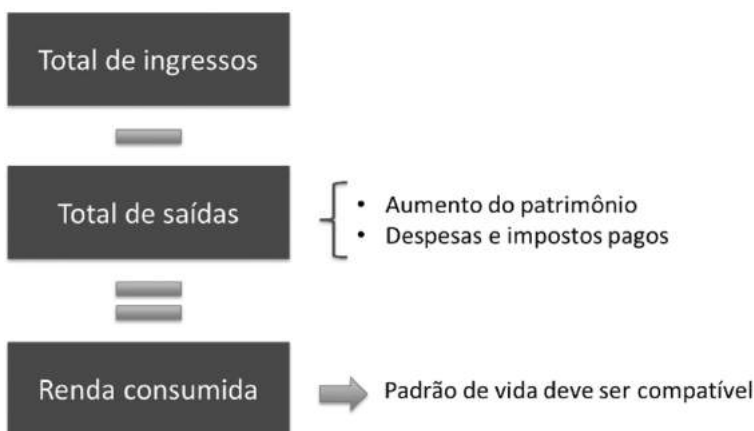 Total de ingressos
Total de saídas
• Aumento do patrimônio
• Despesas e impostos pagos
Renda consumida
Padrão de vida deve ser compatível